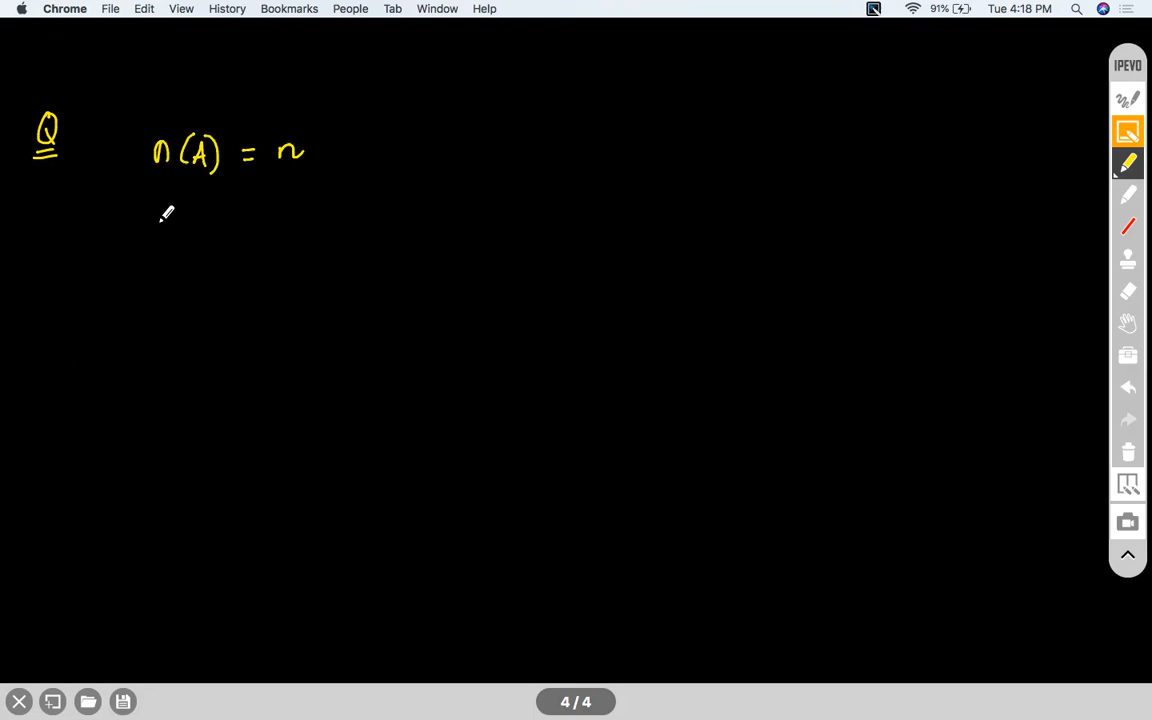 Chrome File Edit View History Bookmarks People Tab Window Help 91% Tue 4:18 PM
IPEVO
Q
n(A) = n
4 / 4